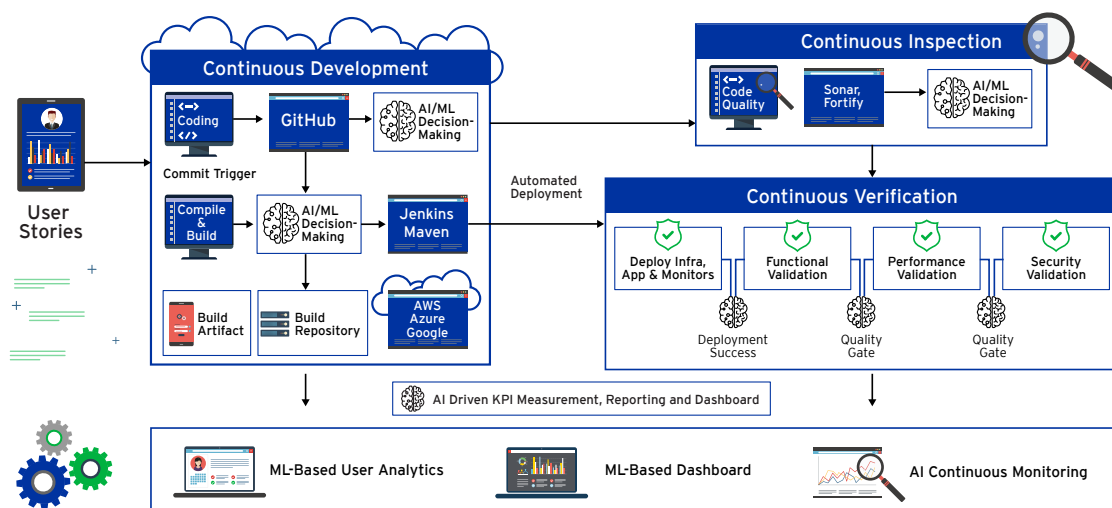 Continuous Development
Continuous Inspection
<-->
Coding
</>
GitHub
AI/ML
Decision-
Making
<-->
Code
Quality
Sonar,
Fortify
AI/ML
Decision-
Making
Commit Trigger
User
Stories
Compile
&
Build
AI/ML
Decision-
Making
Jenkins
Maven
Automated
Deployment
Continuous Verification
Deploy Infra,
App & Monitors
Functional
Validation
Performance
Validation
Security
Validation
Build
Artifact
Build
Repository
AWS
Azure
Google
Deployment
Success
Quality
Gate
Quality
Gate
AI Driven KPI Measurement, Reporting and Dashboard
ML-Based User Analytics
ML-Based Dashboard
AI Continuous Monitoring